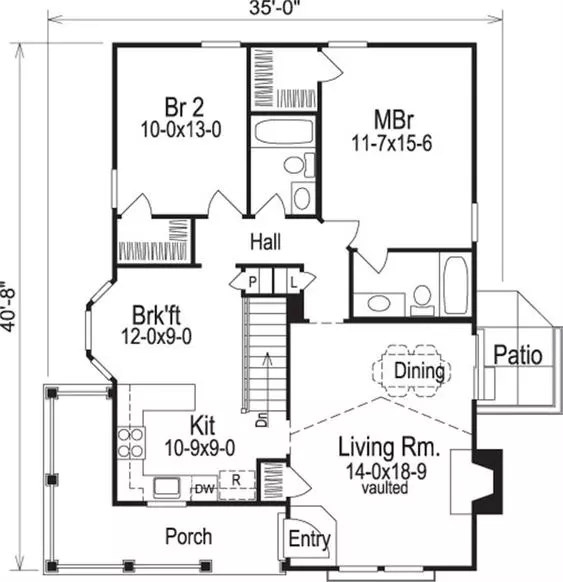 35'-0"
40'-8"
Br 2
10-0x13-0
MBr
11-7x15-6
Hall
P
L
Brk'ft
12-0x9-0
Dn
Dining
Patio
Kit
10-9x9-0
Living Rm.
14-0x18-9
vaulted
DW
R
Porch
Entry